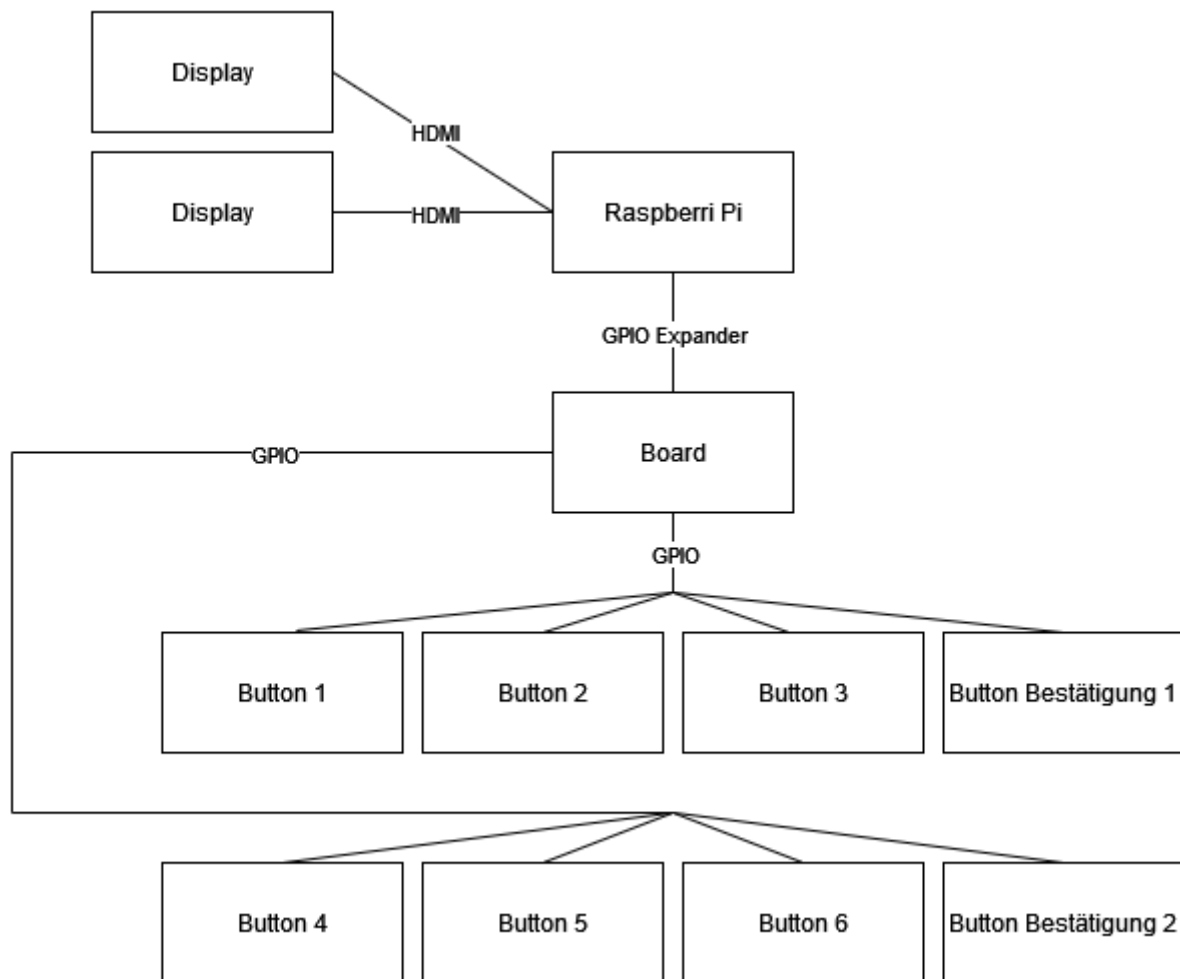 Display
HDMI
Display
HDMI
Raspberri Pi
GPIO Expander
Board
GPIO
GPIO
Button 1
Button 2
Button 3
Button Bestätigung 1
Button 4
Button 5
Button 6
Button Bestätigung 2